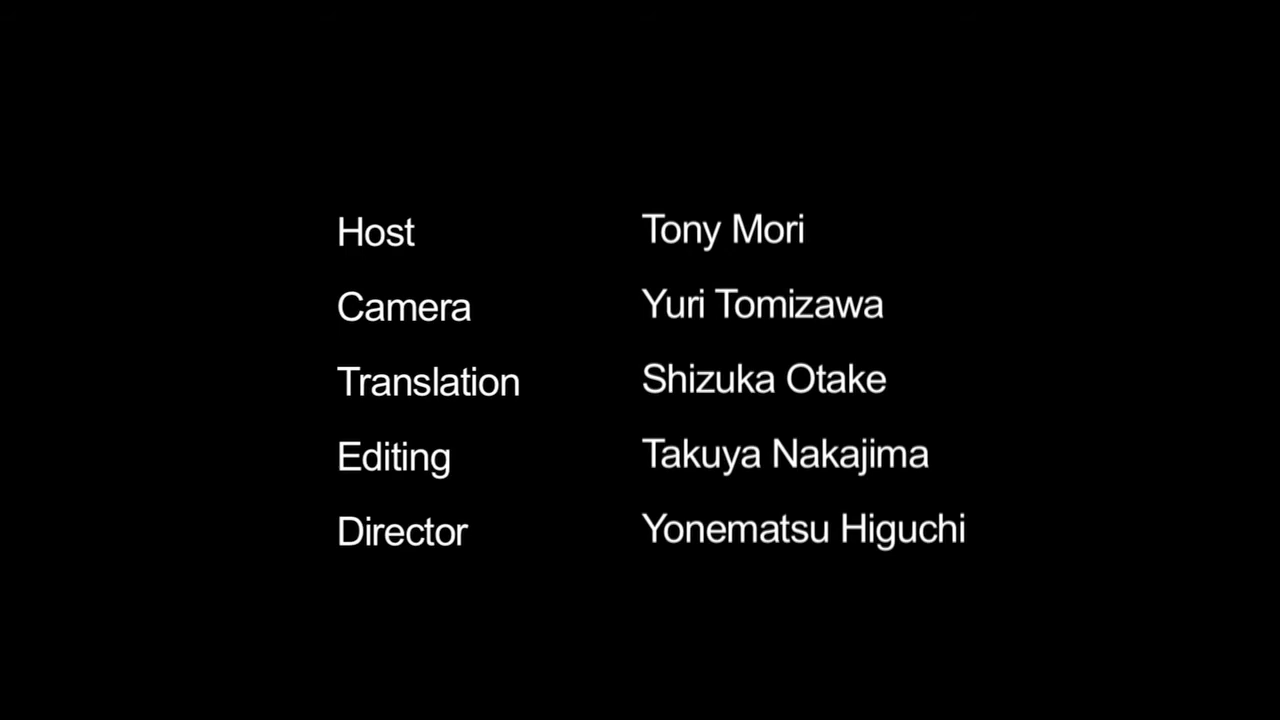 Host Tony Mori
Camera Yuri Tomizawa
Translation Shizuka Otake
Editing Takuya Nakajima
Director Yonematsu Higuchi